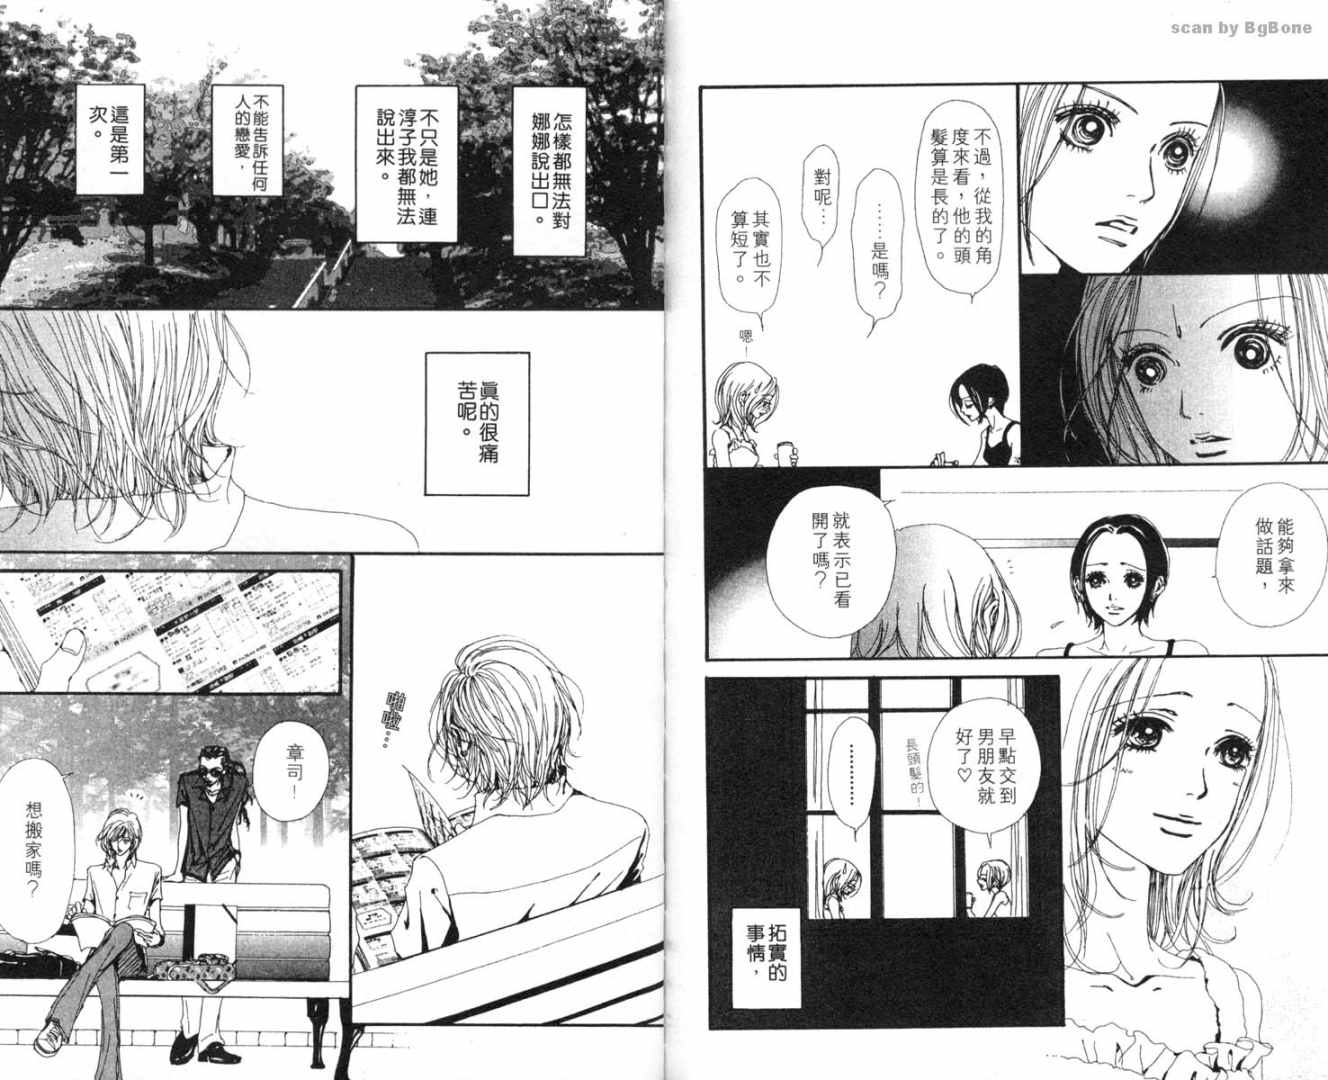 scan by BgBone
不過，從我的角
度來看，他的頭
髮算是長的了。
……是嗎？
對呢…
其實也不
算短了。
嗯！
能夠拿來
做話題，
就表示已看
開了嗎？
早點交到
男朋友就
好了♡
長頭髮的！
…………
拓實的
事情，
怎樣都無法對
娜娜說出口。
不只是她，連
淳子我都無法
說出來。
不能告訴任何
人的戀愛，
這是第一
次。
真的很痛
苦呢。
啪啦…
章司！
想搬家嗎？